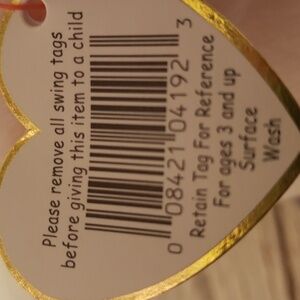 Please remove all swing tags
before giving this item to a child
0 08421 04192 3
Retain Tag For Reference
For ages 3 and up
Surface
Wash